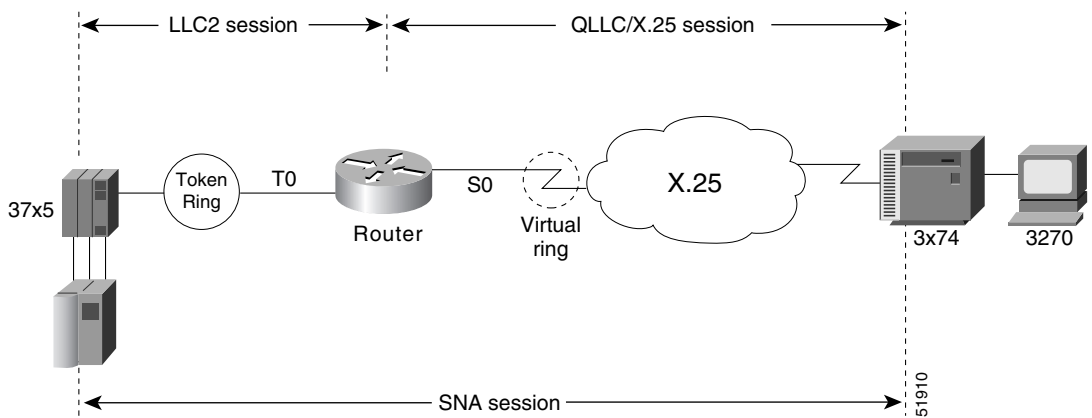 LLC2 session
QLLC/X.25 session
37x5
Token
Ring
T0
Router
S0
Virtual
ring
X.25
3x74
3270
SNA session
51910